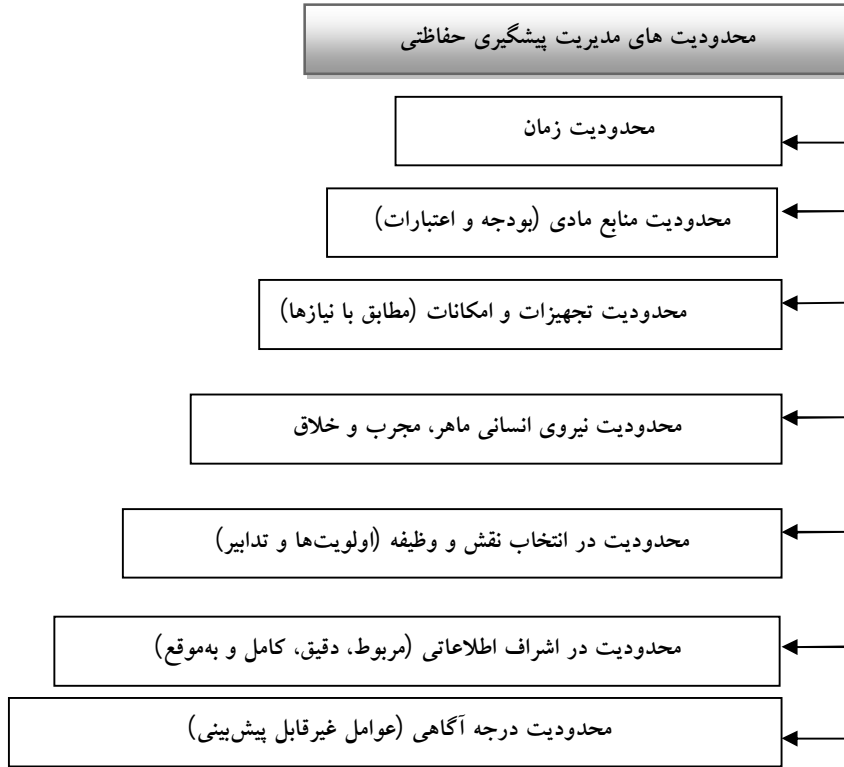 محدودیت های مدیریت پیشگیری حفاظتی
محدودیت زمان
محدودیت منابع مادی (بودجه و اعتبارات)
محدودیت تجهیزات و امکانات (مطابق با نیازها)
محدودیت نیروی انسانی ماهر، مجرب و خلاق
محدودیت در انتخاب نقش و وظیفه (اولویت‌ها و تدابیر)
محدودیت در اشراف اطلاعاتی (مربوط، دقیق، کامل و به‌موقع)
محدودیت درجه آگاهی (عوامل غیرقابل پیش‌بینی)